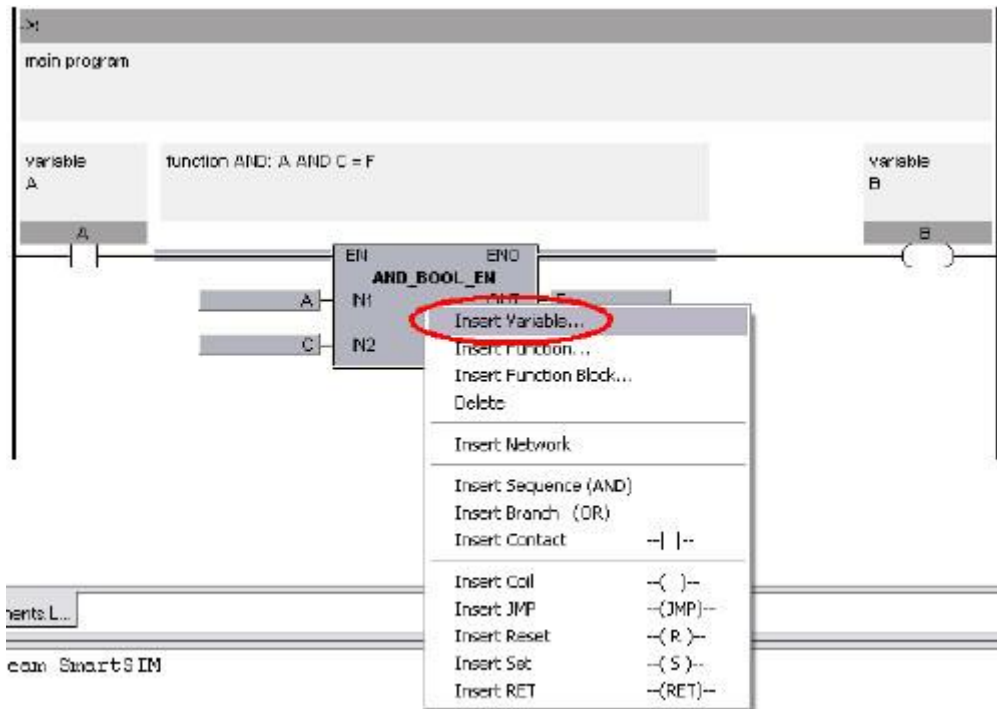 main program
variable
A
function AND: A AND C = F
variable
B
A
B
EN ENO
AND_BOOL_EN
A IN1
C IN2
Insert Variable...
Insert Function...
Insert Function Block...
Delete
Insert Network
Insert Sequence (AND)
Insert Branch (OR)
Insert Contact --| |--
Insert Coil --( )--
Insert JMP --(JMP)--
Insert Reset --( R )--
Insert Set --( S )--
Insert RET --(RET)--
ments.L...
eam SmartSIM